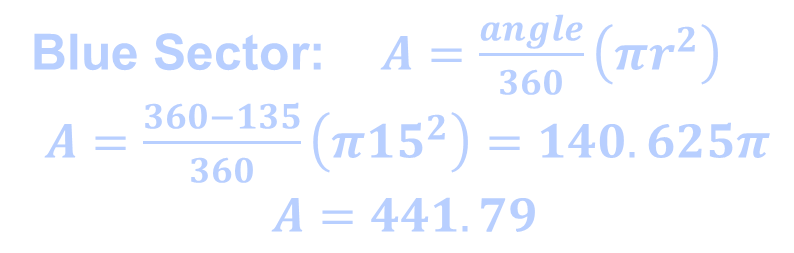 Blue Sector: A = angle/360 (πr²)
A = 360−135/360 (π15²) = 140.625π
A = 441.79